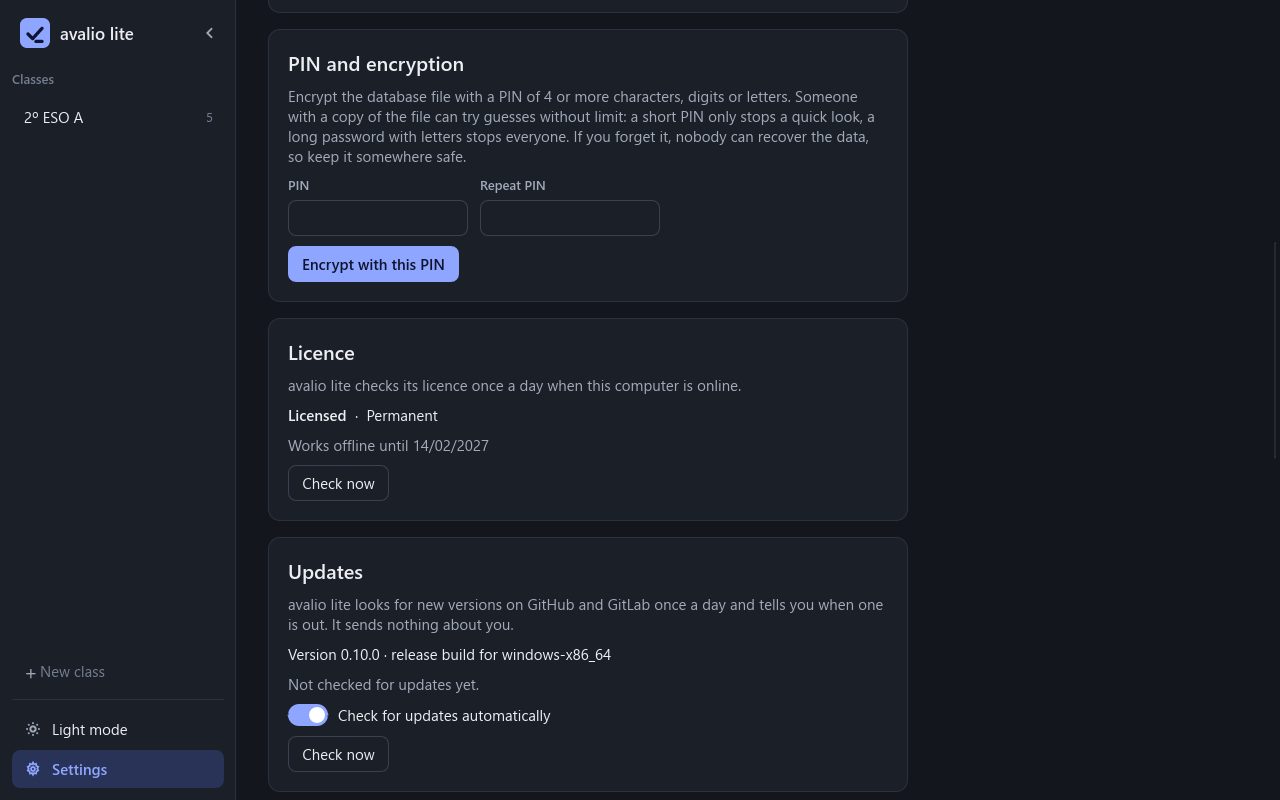 avalio lite
Classes
2º ESO A 5
+ New class
Light mode
Settings
PIN and encryption
Encrypt the database file with a PIN of 4 or more characters, digits or letters. Someone
with a copy of the file can try guesses without limit: a short PIN only stops a quick look, a
long password with letters stops everyone. If you forget it, nobody can recover the data,
so keep it somewhere safe.
PIN Repeat PIN
Encrypt with this PIN
Licence
avalio lite checks its licence once a day when this computer is online.
Licensed · Permanent
Works offline until 14/02/2027
Check now
Updates
avalio lite looks for new versions on GitHub and GitLab once a day and tells you when one
is out. It sends nothing about you.
Version 0.10.0 · release build for windows-x86_64
Not checked for updates yet.
Check for updates automatically
Check now